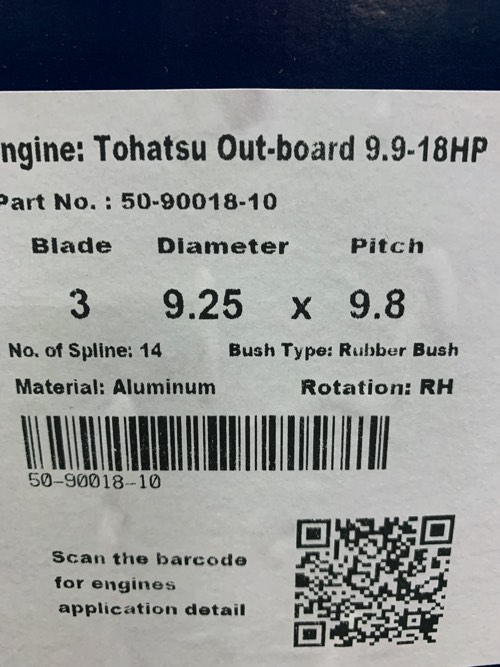 ngine: Tohatsu Out-board 9.9-18HP
Part No. : 50-90018-10
Blade Diameter Pitch
3 9.25 x 9.8
No. of Spline: 14 Bush Type: Rubber Bush
Material: Aluminum Rotation: RH
50-90018-10
Scan the barcode
for engines
application detail